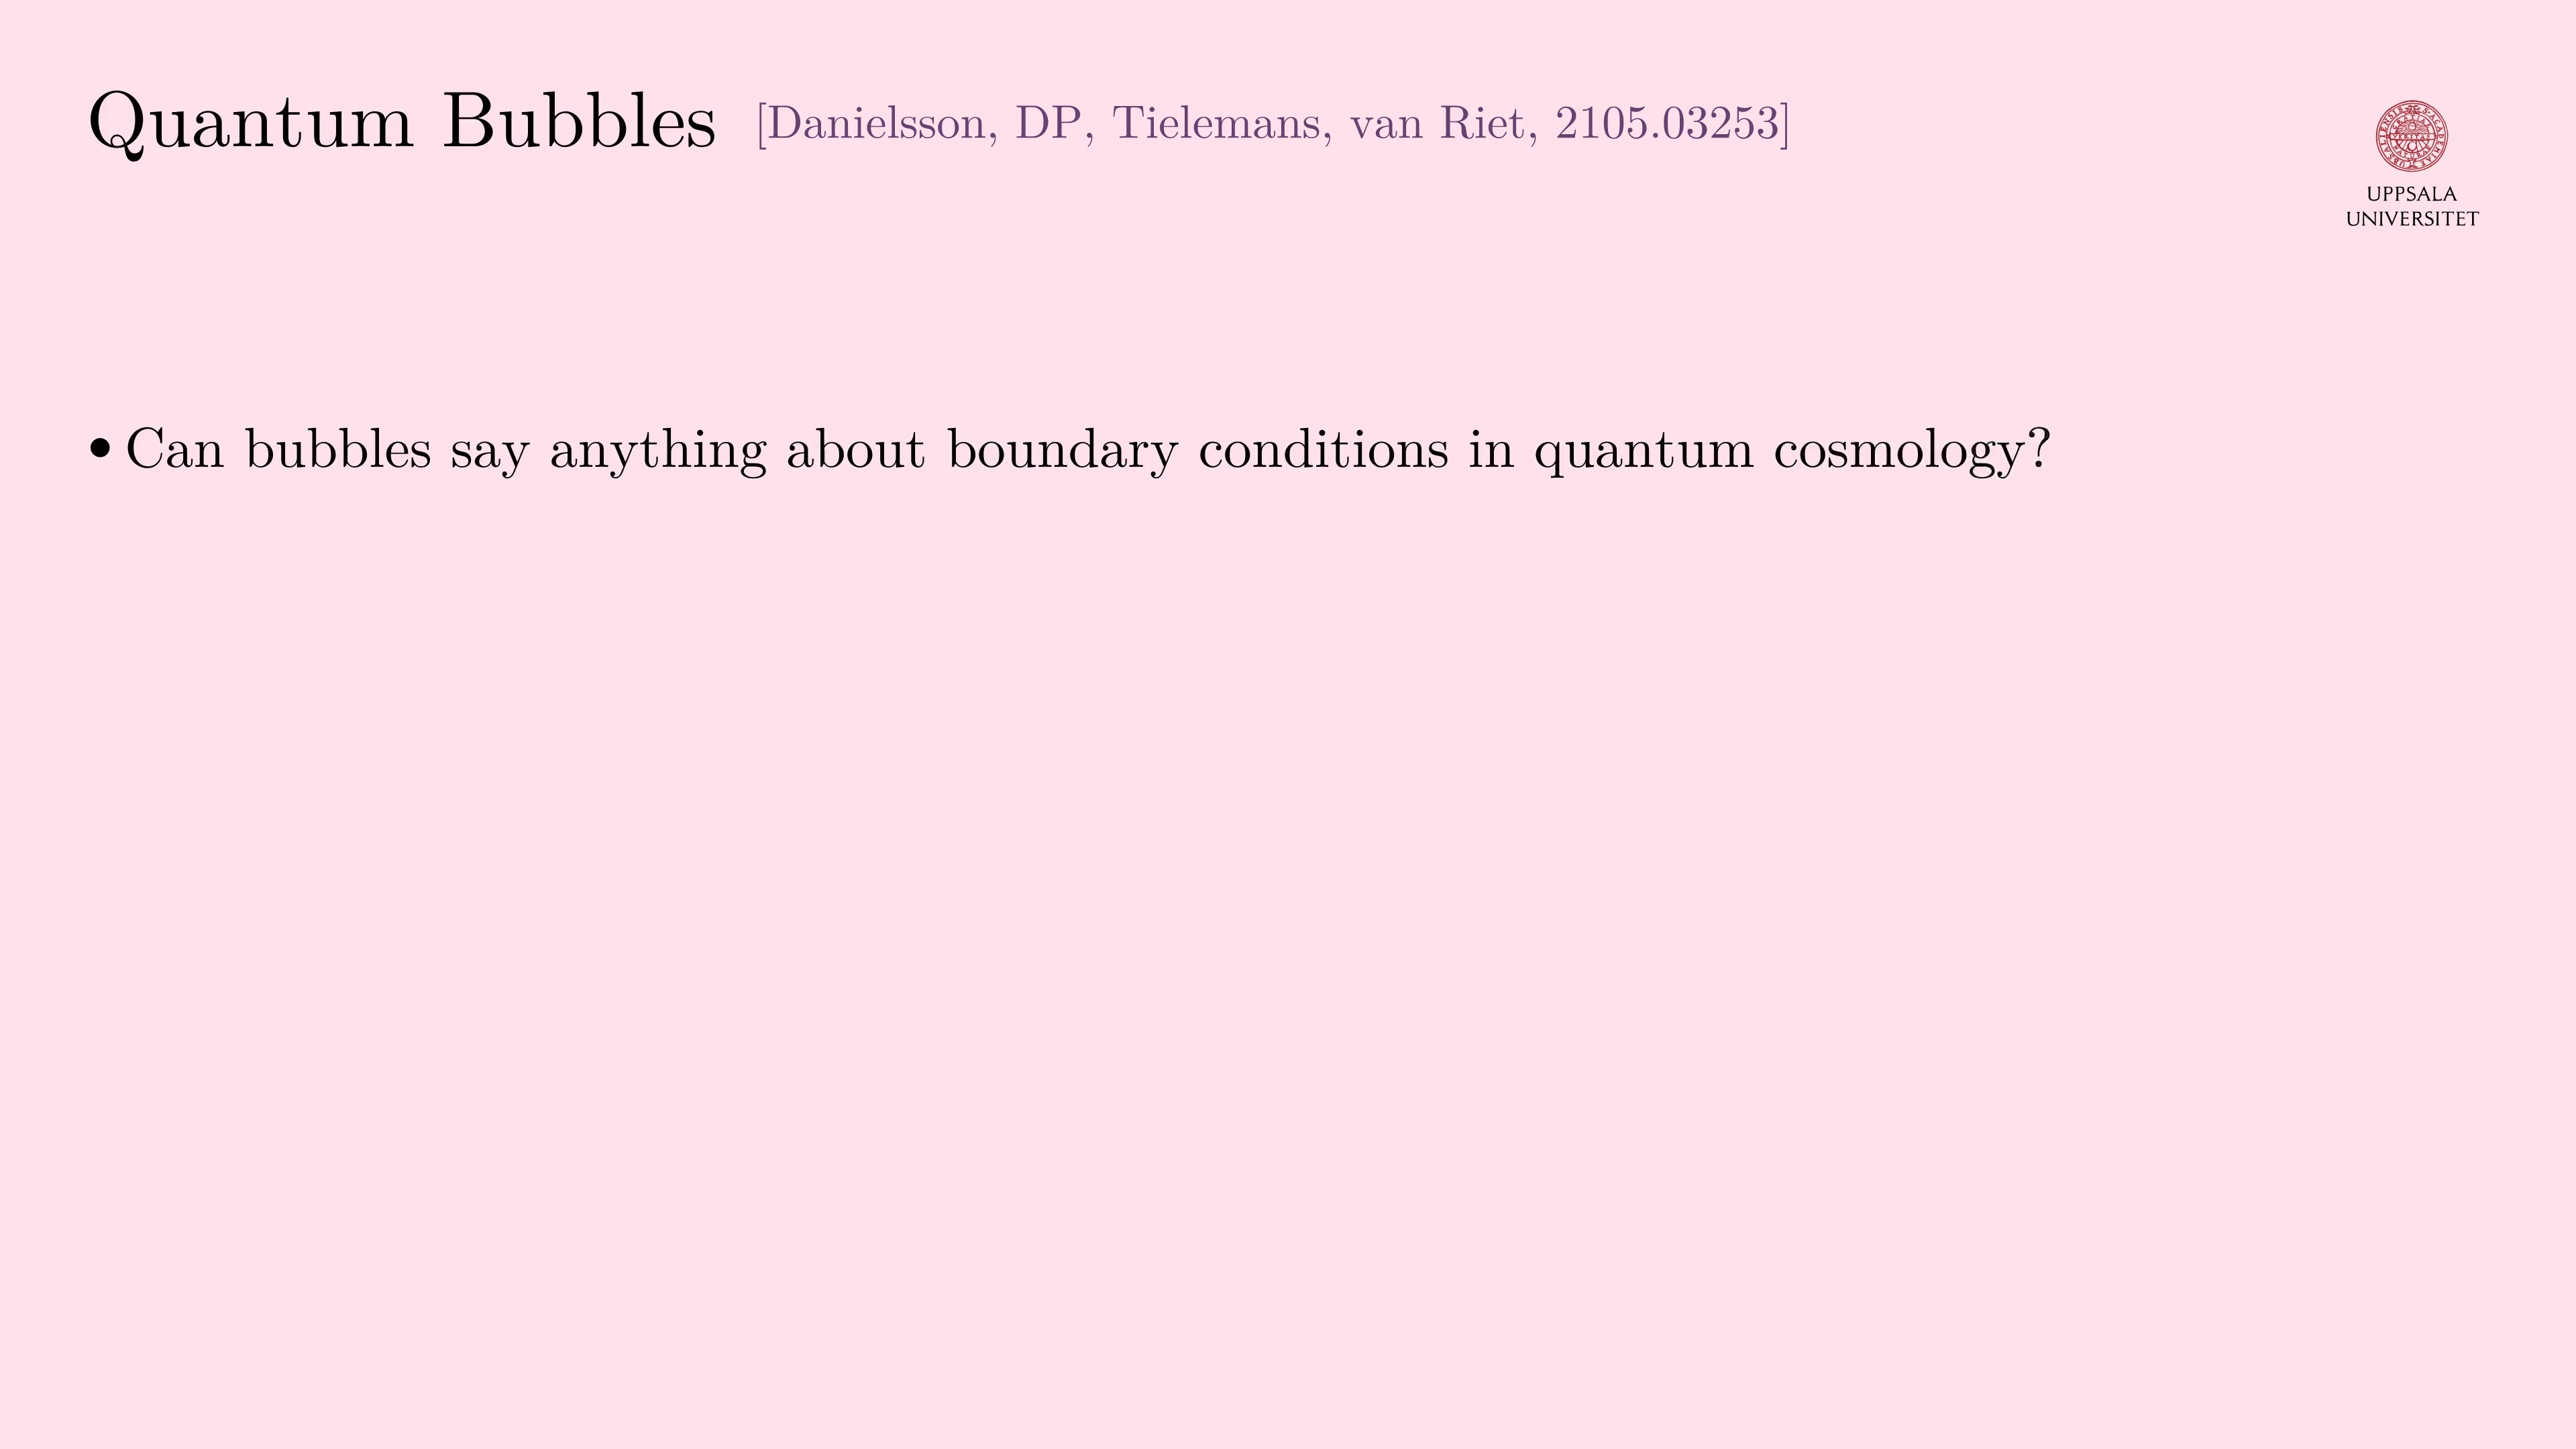 Quantum Bubbles [Danielsson, DP, Tielemans, van Riet, 2105.03253]
UPPSALA
UNIVERSITET
• Can bubbles say anything about boundary conditions in quantum cosmology?